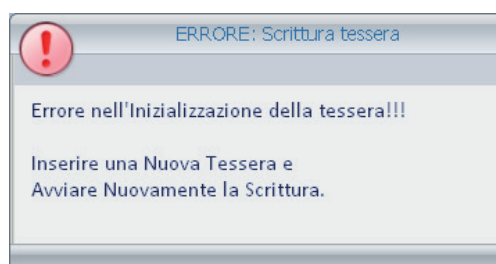 ERRORE: Scrittura tessera
Errore nell'Inizializzazione della tessera!!!
Inserire una Nuova Tessera e
Avviare Nuovamente la Scrittura.